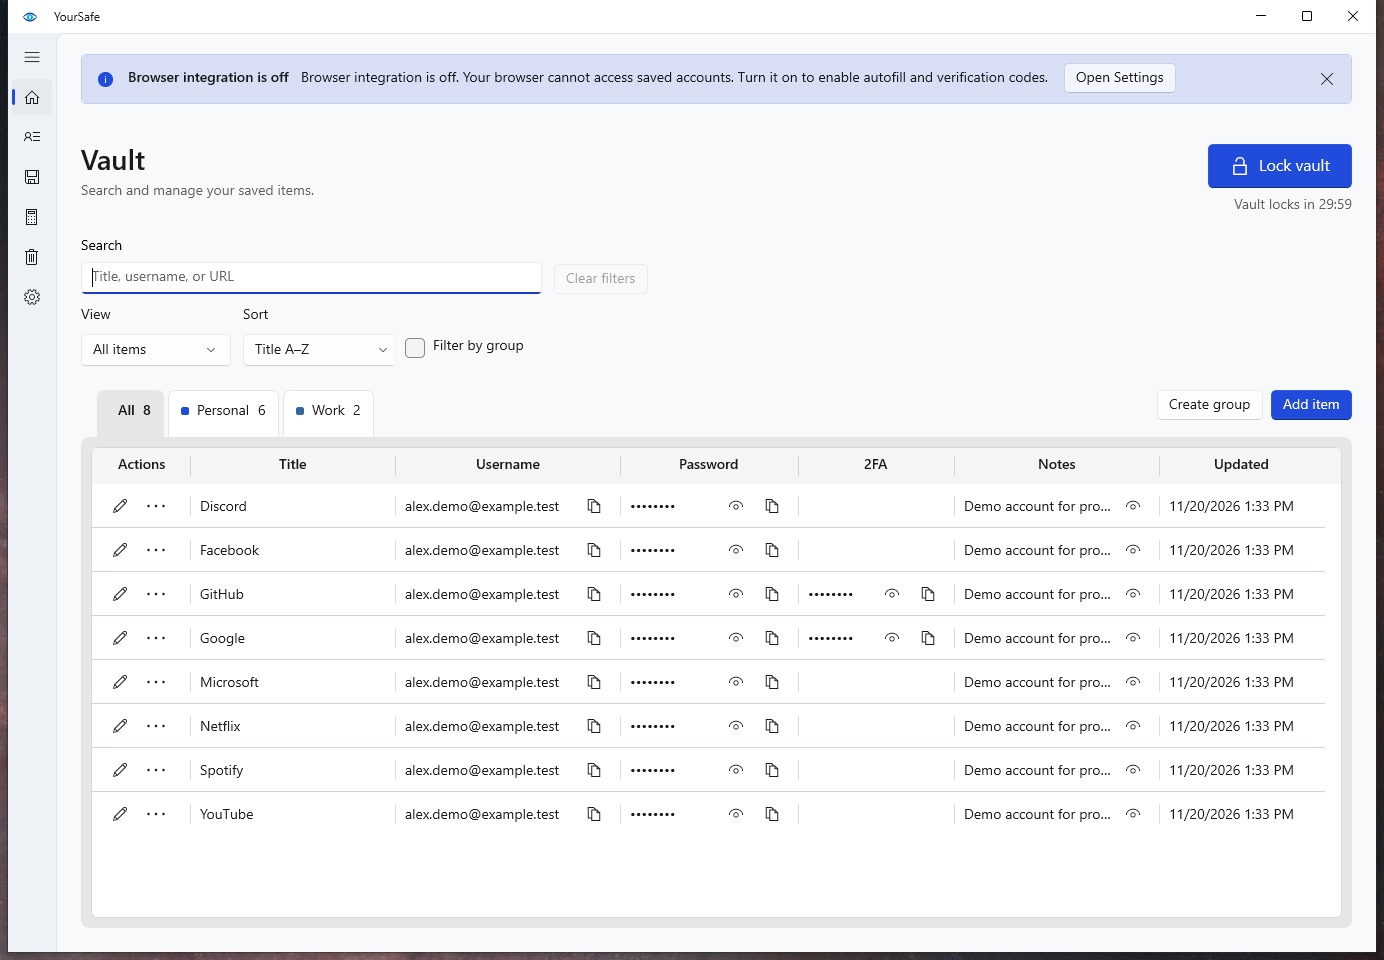 YourSafe
Browser integration is off Browser integration is off. Your browser cannot access saved accounts. Turn it on to enable autofill and verification codes. Open Settings
Vault
Lock vault
Search and manage your saved items.
Vault locks in 29:59
Search
Title, username, or URL Clear filters
View Sort
All items Title A–Z Filter by group
All 8 Personal 6 Work 2 Create group Add item
Actions Title Username Password 2FA Notes Updated
Discord alex.demo@example.test •••••••• Demo account for pro... 11/20/2026 1:33 PM
Facebook alex.demo@example.test •••••••• Demo account for pro... 11/20/2026 1:33 PM
GitHub alex.demo@example.test •••••••• •••••••• Demo account for pro... 11/20/2026 1:33 PM
Google alex.demo@example.test •••••••• •••••••• Demo account for pro... 11/20/2026 1:33 PM
Microsoft alex.demo@example.test •••••••• Demo account for pro... 11/20/2026 1:33 PM
Netflix alex.demo@example.test •••••••• Demo account for pro... 11/20/2026 1:33 PM
Spotify alex.demo@example.test •••••••• Demo account for pro... 11/20/2026 1:33 PM
YouTube alex.demo@example.test •••••••• Demo account for pro... 11/20/2026 1:33 PM